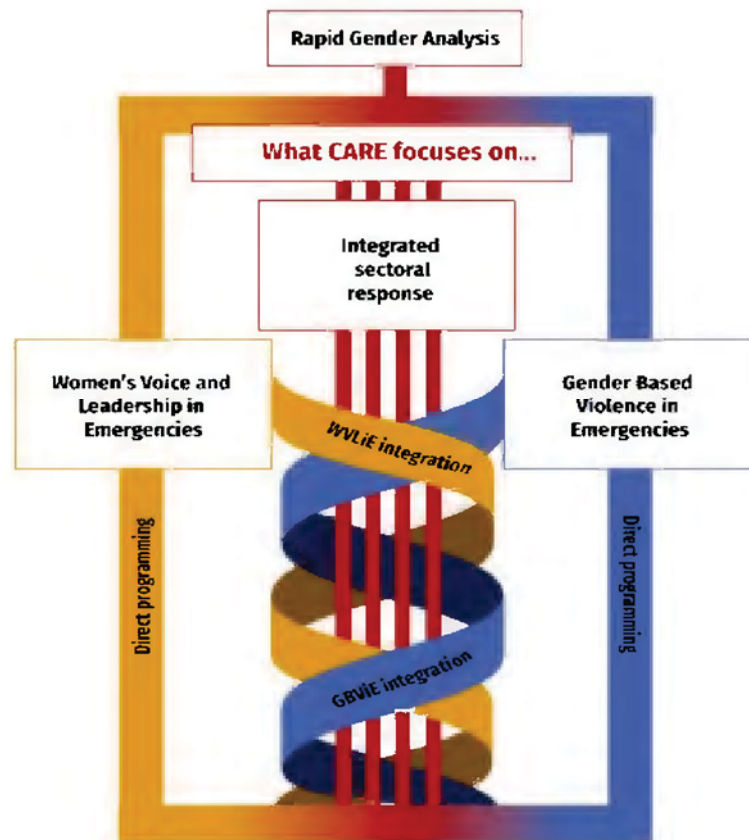 Rapid Gender Analysis
What CARE focuses on...
Integrated
sectoral
response
Women's Voice and
Leadership in
Emergencies
Gender Based
Violence in
Emergencies
WVLiE integration
Direct programming
Direct programming
GBViE integration